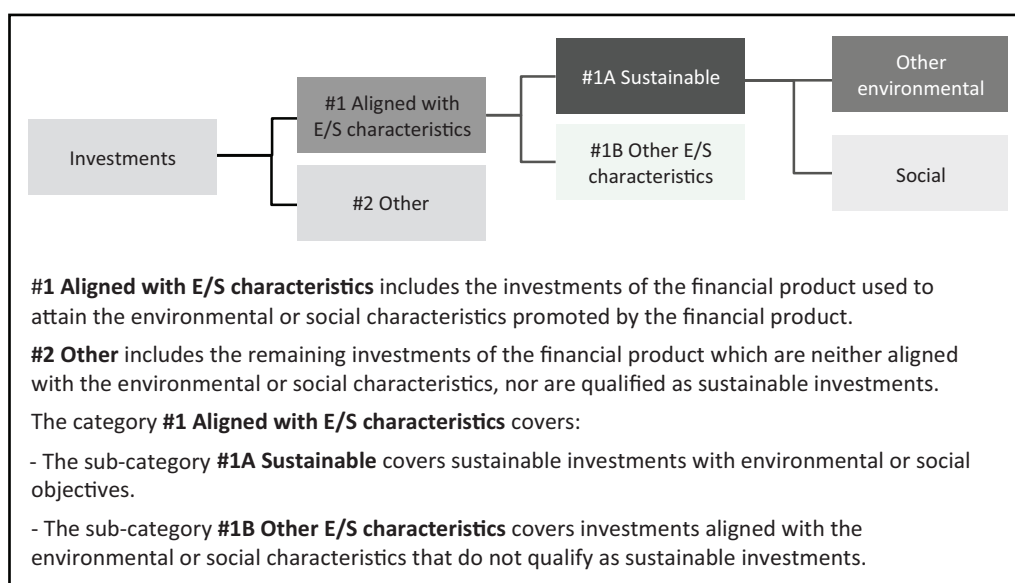 Investments
#1 Aligned with
E/S characteristics
#2 Other
#1A Sustainable
#1B Other E/S
characteristics
Other
environmental
Social
#1 Aligned with E/S characteristics includes the investments of the financial product used to
attain the environmental or social characteristics promoted by the financial product.
#2 Other includes the remaining investments of the financial product which are neither aligned
with the environmental or social characteristics, nor are qualified as sustainable investments.
The category #1 Aligned with E/S characteristics covers:
- The sub-category #1A Sustainable covers sustainable investments with environmental or social
objectives.
- The sub-category #1B Other E/S characteristics covers investments aligned with the
environmental or social characteristics that do not qualify as sustainable investments.